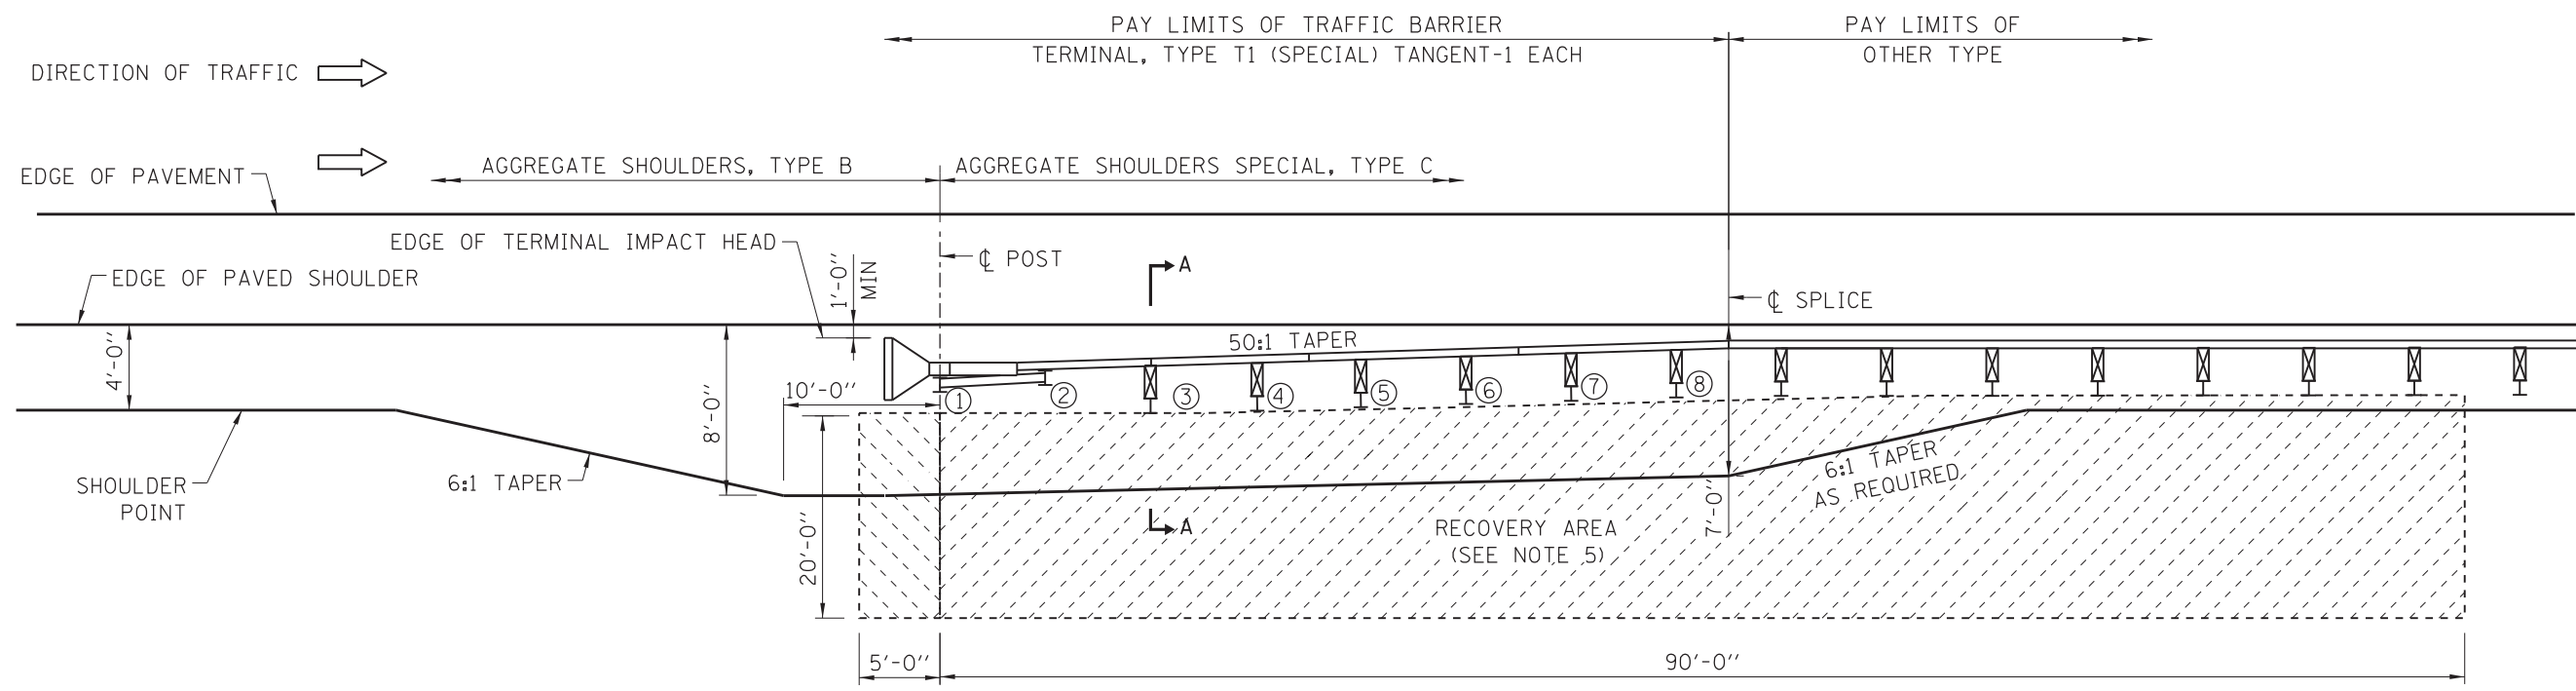 PAY LIMITS OF TRAFFIC BARRIER
TERMINAL, TYPE T1 (SPECIAL) TANGENT-1 EACH
PAY LIMITS OF
OTHER TYPE
DIRECTION OF TRAFFIC
AGGREGATE SHOULDERS, TYPE B
AGGREGATE SHOULDERS SPECIAL, TYPE C
EDGE OF PAVEMENT
EDGE OF TERMINAL IMPACT HEAD
℄ POST
A
1'-0"
MIN
EDGE OF PAVED SHOULDER
℄ SPLICE
50:1 TAPER
4'-0"
8'-0"
10'-0"
① ② ③ ④ ⑤ ⑥ ⑦ ⑧
6:1 TAPER
AS REQUIRED
SHOULDER
POINT
6:1 TAPER
20'-0"
A
RECOVERY AREA
(SEE NOTE 5)
7'-0"
5'-0"
90'-0"